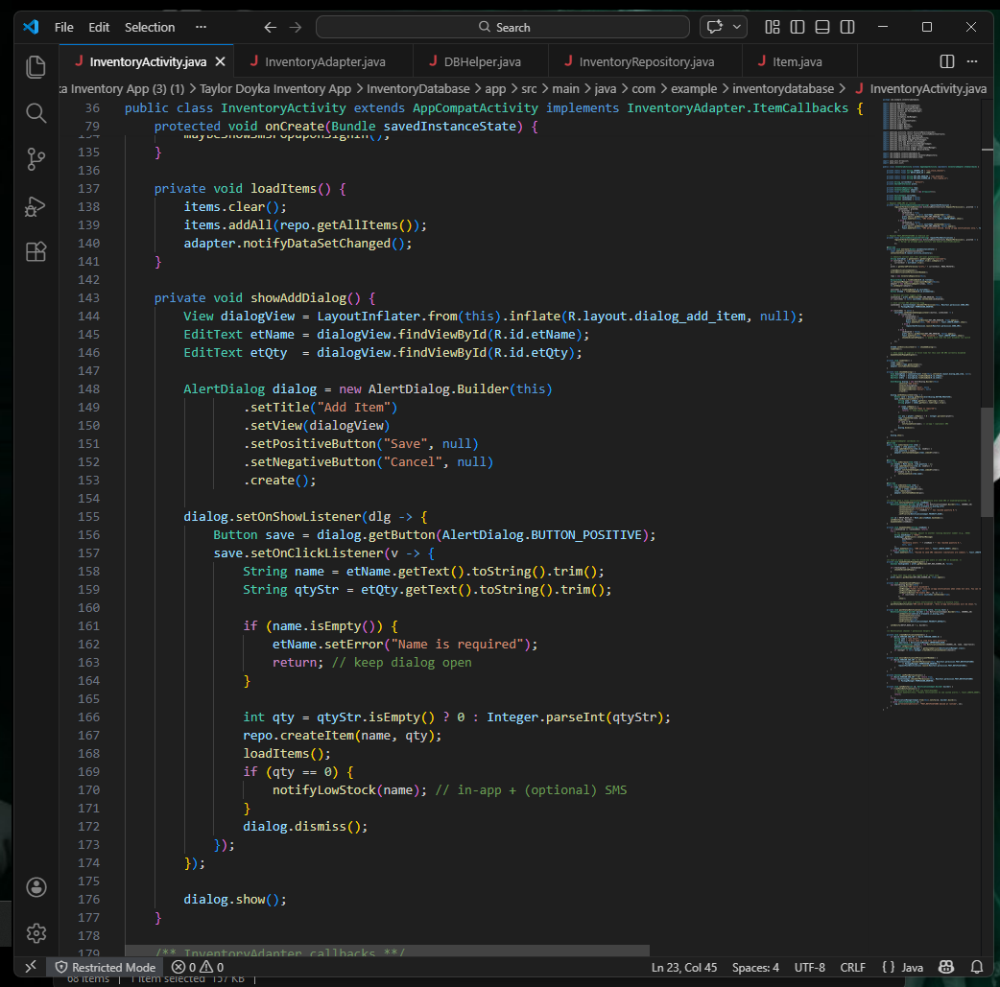 File Edit Selection ··· Search
InventoryActivity.java InventoryAdapter.java DBHelper.java InventoryRepository.java Item.java ···
ka Inventory App (3) (1) > Taylor Doyka Inventory App > InventoryDatabase > app > src > main > java > com > example > inventorydatabase > InventoryActivity.java
36 public class InventoryActivity extends AppCompatActivity implements InventoryAdapter.ItemCallbacks {
79 protected void onCreate(Bundle savedInstanceState) {
134 maybeShowSmsPopupOnSignIn();
135 }
136
137 private void loadItems() {
138 items.clear();
139 items.addAll(repo.getAllItems());
140 adapter.notifyDataSetChanged();
141 }
142
143 private void showAddDialog() {
144 View dialogView = LayoutInflater.from(this).inflate(R.layout.dialog_add_item, null);
145 EditText etName = dialogView.findViewById(R.id.etName);
146 EditText etQty  = dialogView.findViewById(R.id.etQty);
147
148 AlertDialog dialog = new AlertDialog.Builder(this)
149 .setTitle("Add Item")
150 .setView(dialogView)
151 .setPositiveButton("Save", null)
152 .setNegativeButton("Cancel", null)
153 .create();
154
155 dialog.setOnShowListener(dlg -> {
156 Button save = dialog.getButton(AlertDialog.BUTTON_POSITIVE);
157 save.setOnClickListener(v -> {
158 String name = etName.getText().toString().trim();
159 String qtyStr = etQty.getText().toString().trim();
160
161 if (name.isEmpty()) {
162 etName.setError("Name is required");
163 return; // keep dialog open
164 }
165
166 int qty = qtyStr.isEmpty() ? 0 : Integer.parseInt(qtyStr);
167 repo.createItem(name, qty);
168 loadItems();
169 if (qty == 0) {
170 notifyLowStock(name); // in-app + (optional) SMS
171 }
172 dialog.dismiss();
173 });
174 });
175
176 dialog.show();
177 }
178
179 /** InventoryAdapter callbacks **/
Restricted Mode 0 0 Ln 23, Col 45 Spaces: 4 UTF-8 CRLF { } Java
68 items | 1 item selected 157 KB |